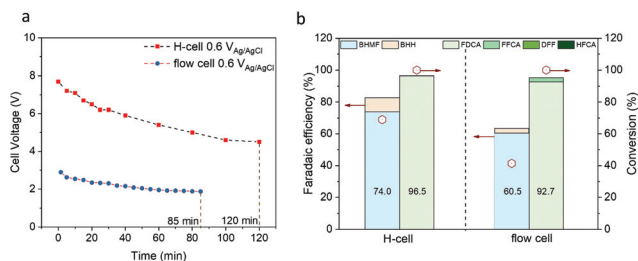 a
H-cell 0.6 VAg/AgCl
flow cell 0.6 VAg/AgCl
Cell Voltage (V)
10
8
6
4
2
0
85 min
120 min
0
20
40
60
80
100
120
Time (min)
b
BHMF
BHH
FDCA
FFCA
DFF
HFCA
Faradaic efficiency (%)
120
100
80
60
40
20
0
74.0
96.5
60.5
92.7
120
100
80
60
40
20
0
Conversion (%)
H-cell
flow cell